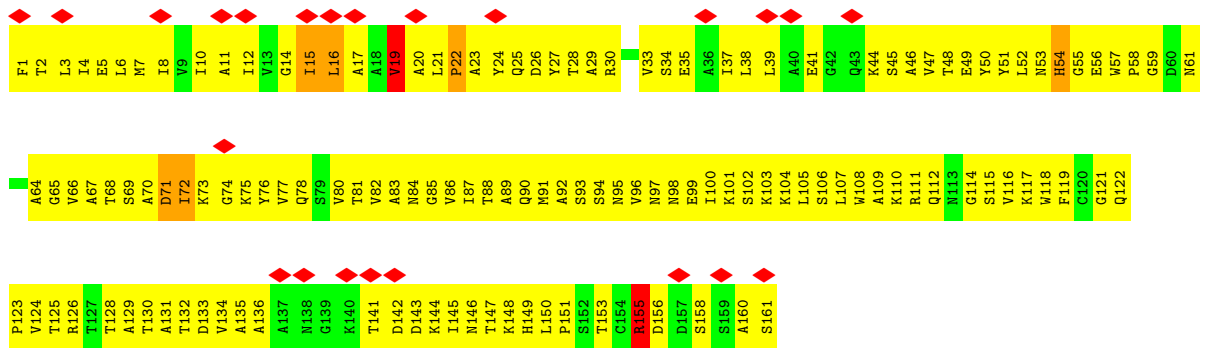 F1 T2 L3 I4 E5 L6 M7 I8 V9 I10 A11 I12 V13 G14 I15 L16 A17 A18 V19 A20 L21 P22 A23 Y24 Q25 D26 Y27 T28 A29 R30 V33 S34 E35 A36 I37 L38 L39 A40 E41 G42 Q43 K44 S45 A46 V47 T48 E49 Y50 Y51 L52 N53 H54 G55 E56 W57 P58 G59 D60 N61
A64 G65 V66 A67 T68 S69 A70 D71 I72 K73 G74 K75 Y76 V77 Q78 S79 V80 T81 V82 A83 N84 G85 V86 I87 T88 A89 Q90 M91 A92 S93 S94 N95 V96 N97 N98 E99 I100 K101 S102 K103 K104 L105 S106 L107 W108 A109 K110 R111 Q112 N113 G114 S115 V116 K117 W118 F119 C120 G121 Q122
P123 V124 T125 R126 T127 T128 A129 T130 A131 T132 D133 V134 A135 A136 A137 N138 G139 K140 T141 D142 D143 K144 I145 N146 T147 K148 H149 L150 P151 S152 T153 C154 R155 D156 D157 S158 S159 A160 S161